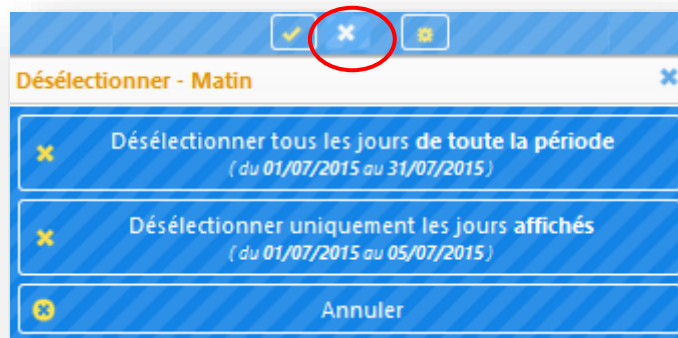 Désélectionner - Matin
Désélectionner tous les jours de toute la période
( du 01/07/2015 au 31/07/2015 )
Désélectionner uniquement les jours affichés
( du 01/07/2015 au 05/07/2015 )
Annuler